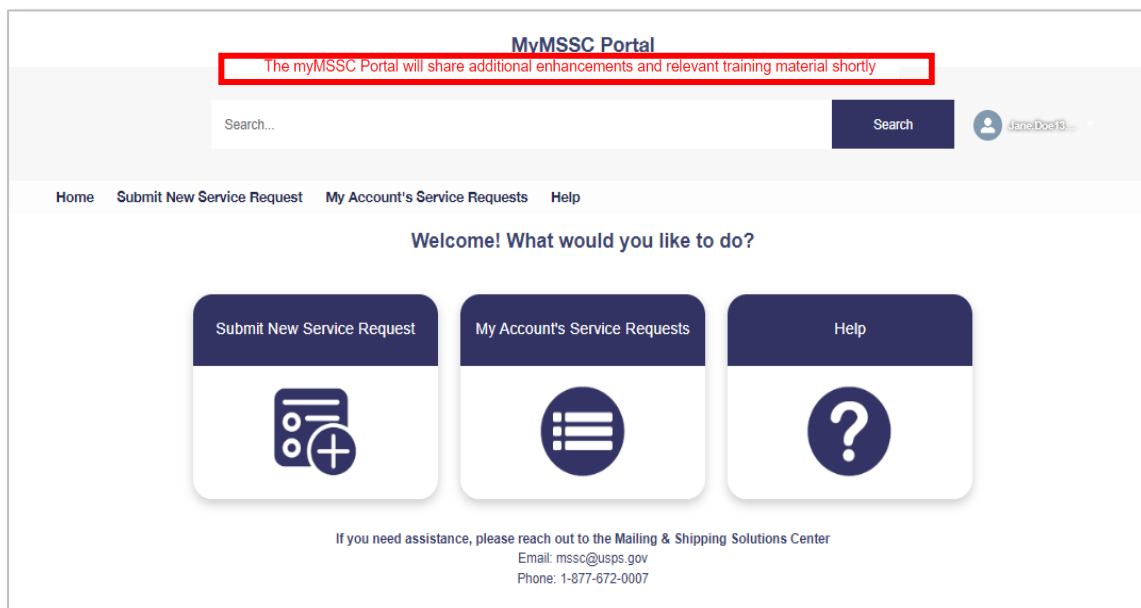 MyMSSC Portal
The myMSSC Portal will share additional enhancements and relevant training material shortly
Search...
Search
Jane.Doe13...
Home Submit New Service Request My Account's Service Requests Help
Welcome! What would you like to do?
Submit New Service Request
My Account's Service Requests
Help
If you need assistance, please reach out to the Mailing & Shipping Solutions Center
Email: mssc@usps.gov
Phone: 1-877-672-0007